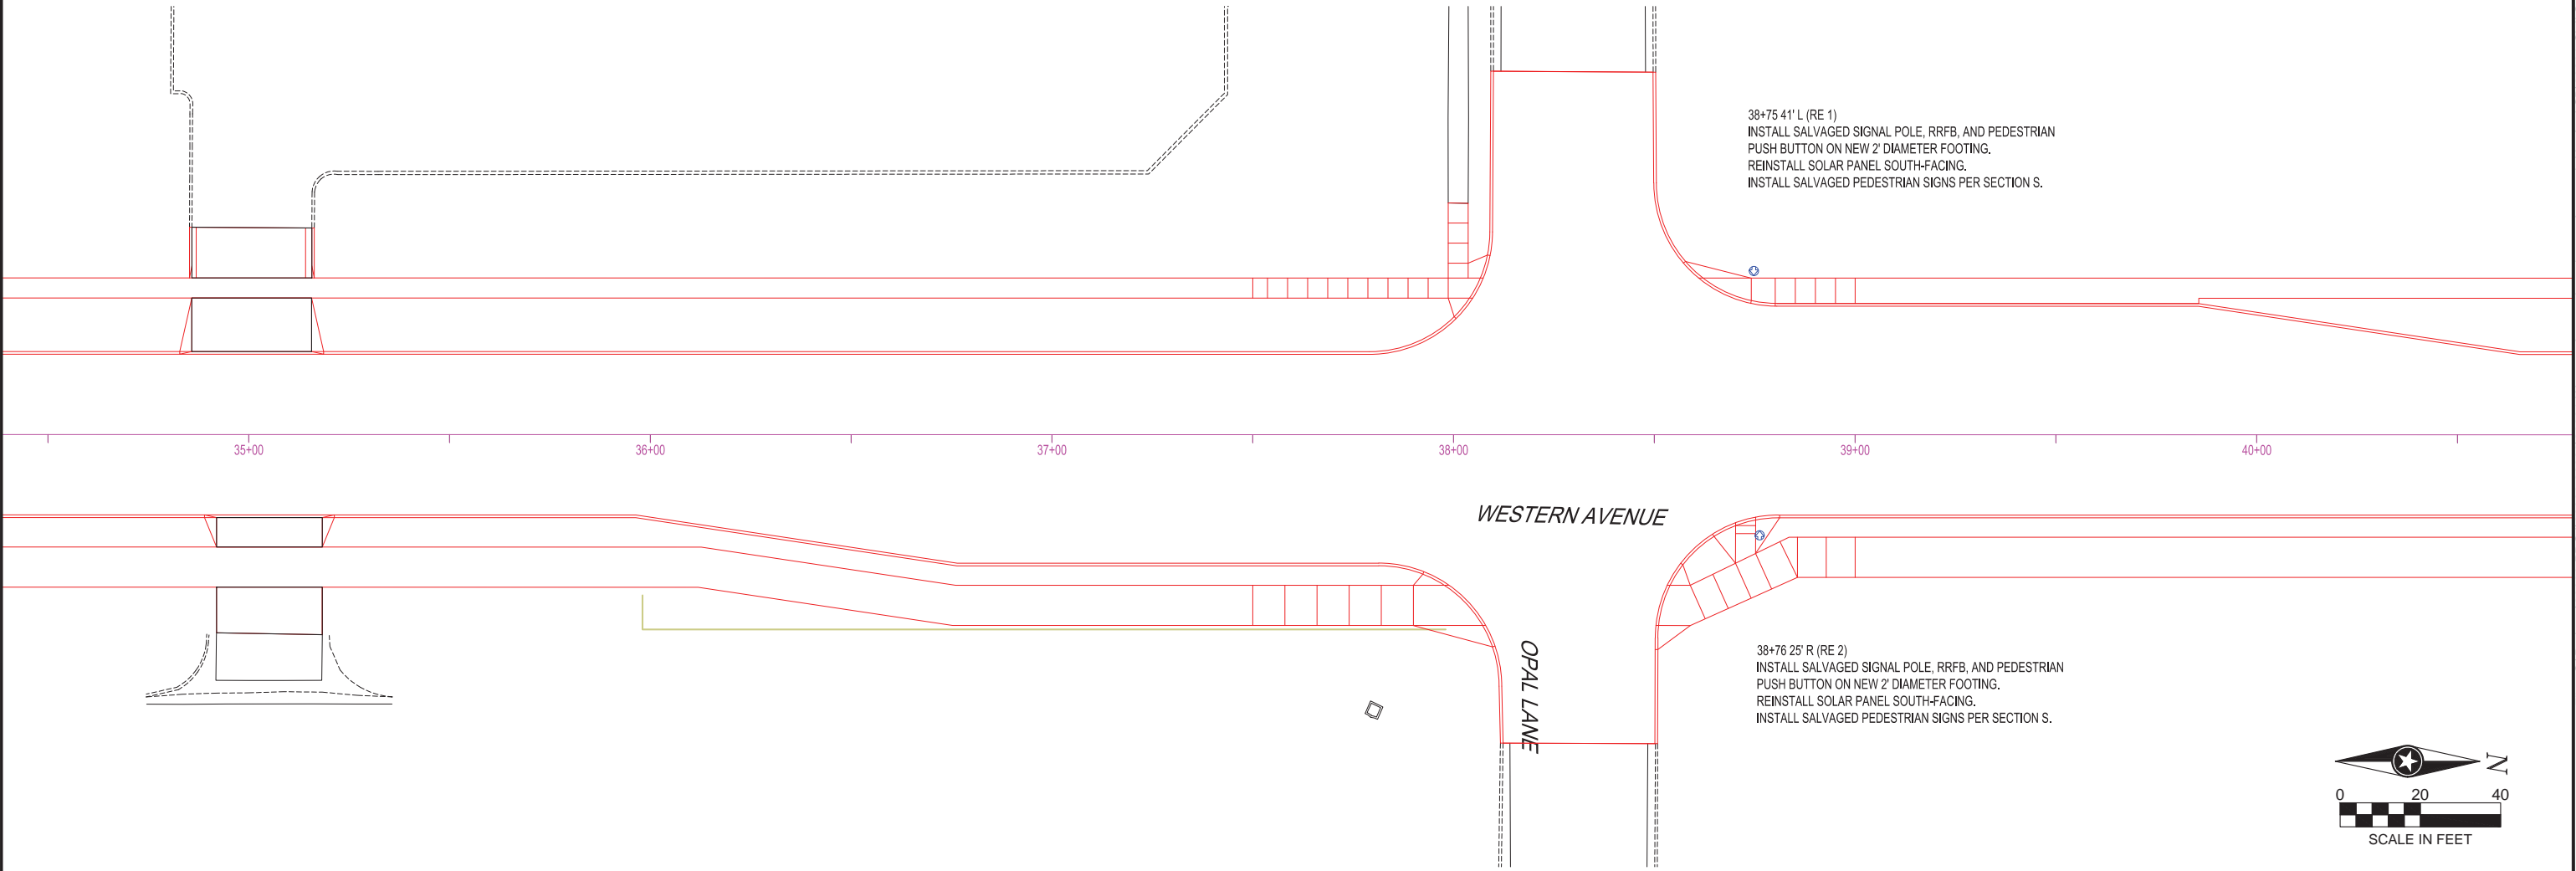 38+75 41' L (RE 1)
INSTALL SALVAGED SIGNAL POLE, RRFB, AND PEDESTRIAN
PUSH BUTTON ON NEW 2' DIAMETER FOOTING.
REINSTALL SOLAR PANEL SOUTH-FACING.
INSTALL SALVAGED PEDESTRIAN SIGNS PER SECTION S.
35+00
36+00
37+00
38+00
39+00
40+00
WESTERN AVENUE
OPAL LANE
38+76 25' R (RE 2)
INSTALL SALVAGED SIGNAL POLE, RRFB, AND PEDESTRIAN
PUSH BUTTON ON NEW 2' DIAMETER FOOTING.
REINSTALL SOLAR PANEL SOUTH-FACING.
INSTALL SALVAGED PEDESTRIAN SIGNS PER SECTION S.
N
0 20 40
SCALE IN FEET